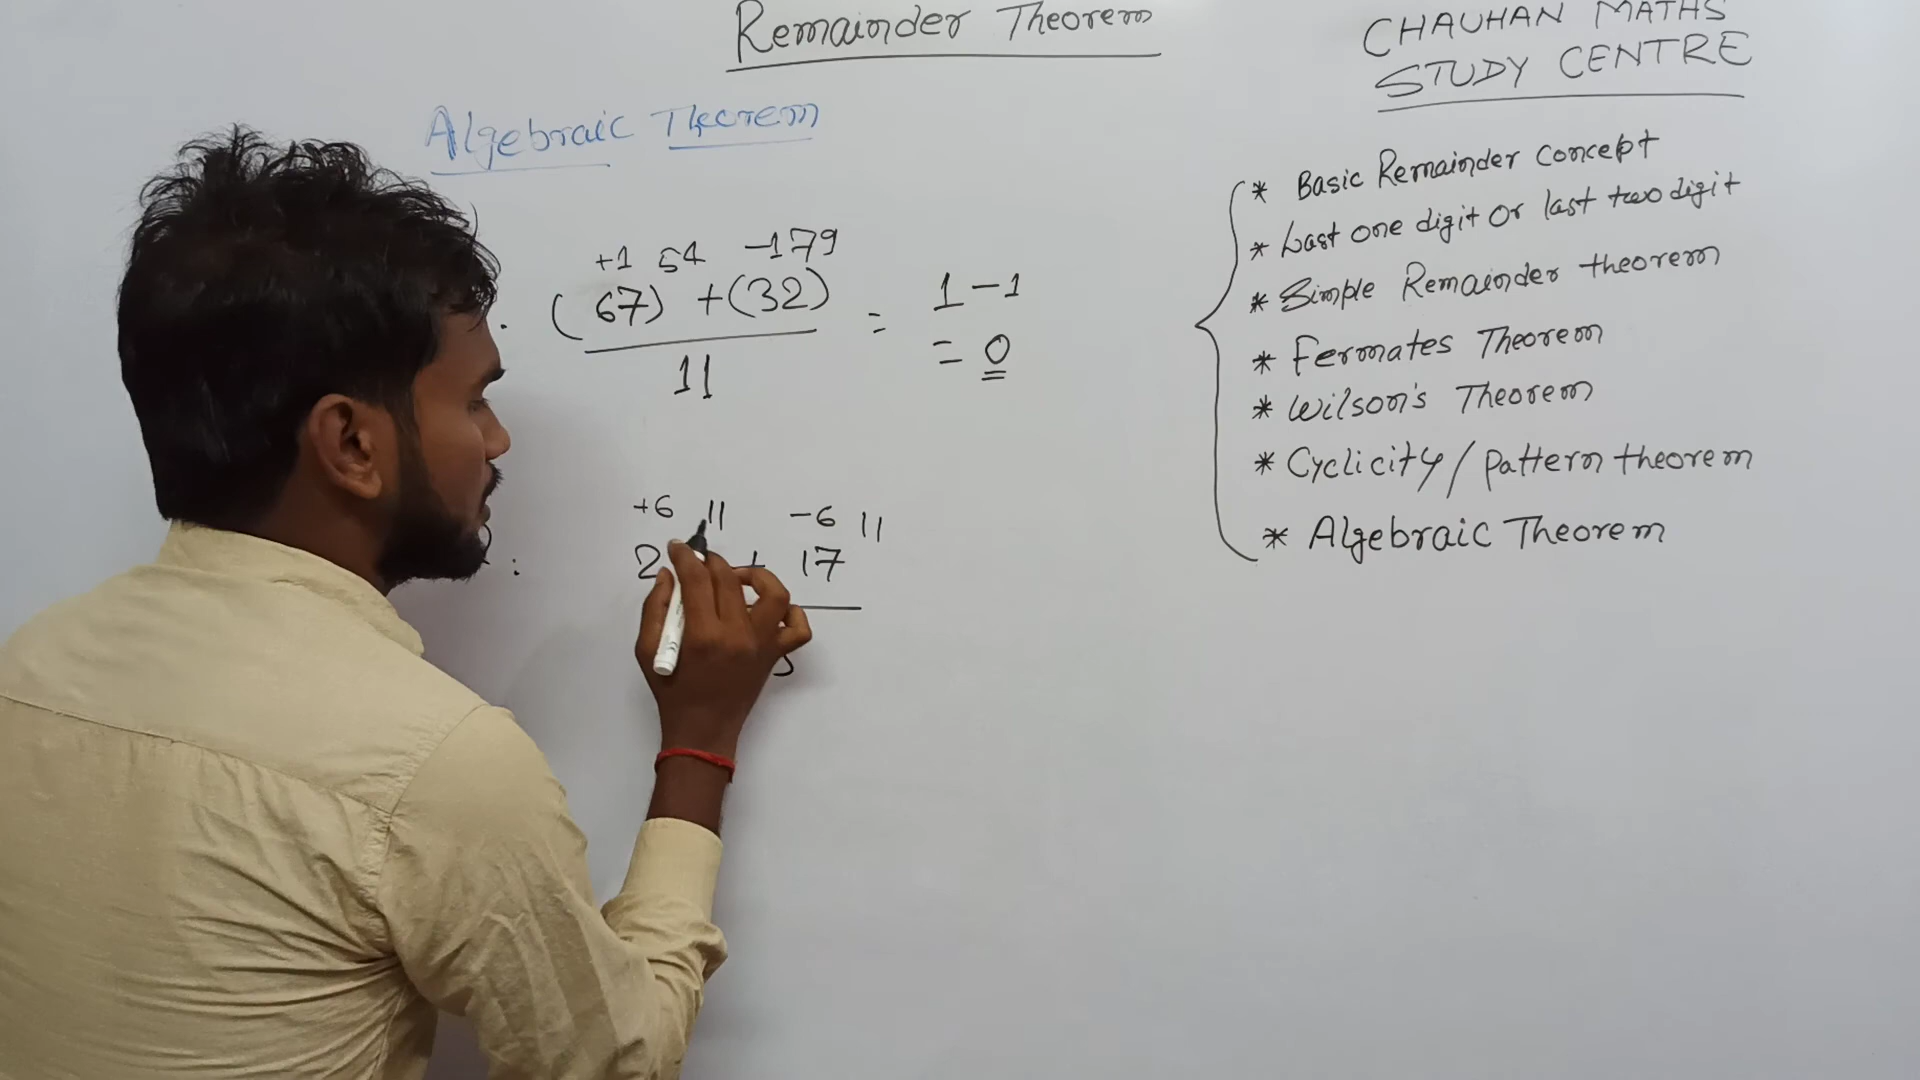 Remainder Theorem
CHAUHAN MATHS
STUDY CENTRE
Algebraic Theorem
* Basic Remainder concept
* Last one digit or last two digit
* Simple Remainder theorem
* Fermates Theorem
* Wilson's Theorem
* Cyclicity / pattern theorem
* Algebraic Theorem
+1 54 -179
(67) +(32)
11
= 1-1
= 0
+6 11 -6 11
2 + 17